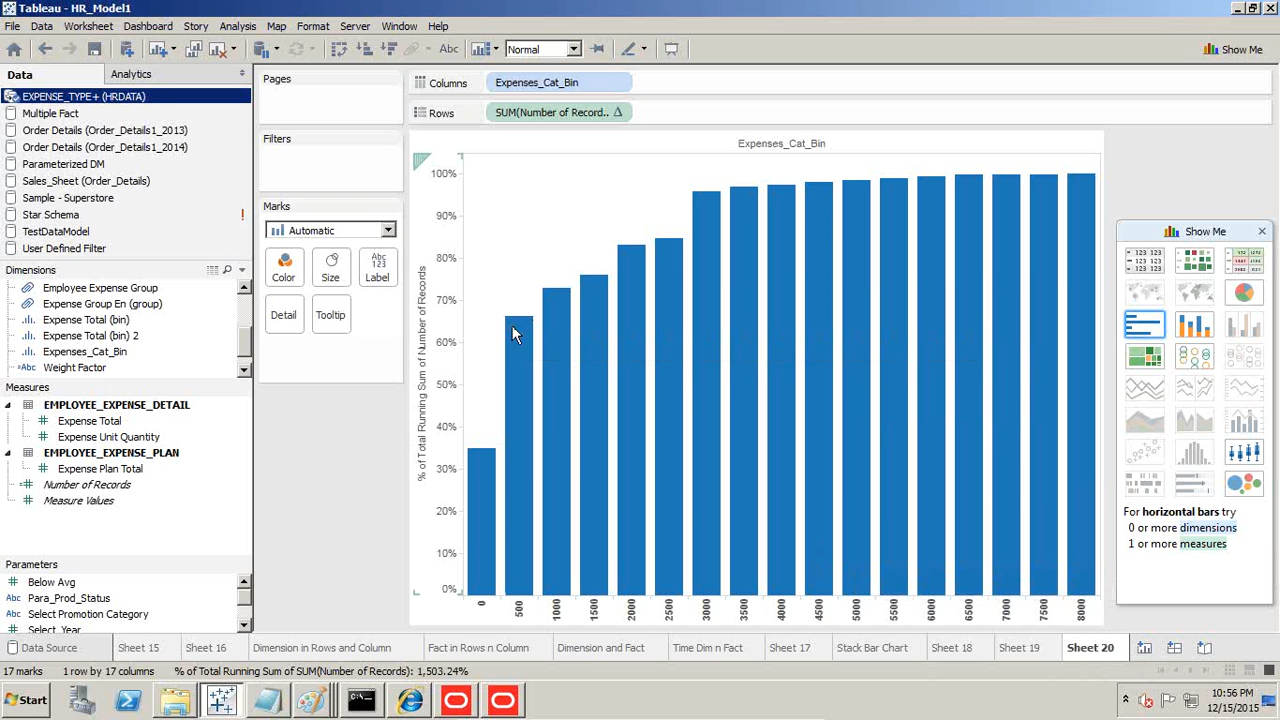 Tableau - HR_Model1
File Data Worksheet Dashboard Story Analysis Map Format Server Window Help
Abc Normal Show Me
Data Analytics
EXPENSE_TYPE+ (HRDATA)
Multiple Fact
Order Details (Order_Details1_2013)
Order Details (Order_Details1_2014)
Parameterized DM
Sales_Sheet (Order_Details)
Sample - Superstore
Star Schema !
TestDataModel
User Defined Filter
Dimensions
Employee Expense Group
Expense Group En (group)
Expense Total (bin)
Expense Total (bin) 2
Expenses_Cat_Bin
Abc Weight Factor
Measures
EMPLOYEE_EXPENSE_DETAIL
# Expense Total
# Expense Unit Quantity
EMPLOYEE_EXPENSE_PLAN
# Expense Plan Total
Number of Records
# Measure Values
Parameters
# Below Avg
Abc Para_Prod_Status
Abc Select Promotion Category
# Select Year
Pages
Filters
Marks
Automatic
Color Size Abc 123 Label
Detail Tooltip
Columns Expenses_Cat_Bin
Rows SUM(Number of Record.. Δ
Expenses_Cat_Bin
% of Total Running Sum of Number of Records
100%
90%
80%
70%
60%
50%
40%
30%
20%
10%
0%
0 500 1000 1500 2000 2500 3000 3500 4000 4500 5000 5500 6000 6500 7000 7500 8000
Show Me
For horizontal bars try
0 or more dimensions
1 or more measures
Data Source Sheet 15 Sheet 16 Dimension in Rows and Column Fact in Rows n Column Dimension and Fact Time Dim n Fact Sheet 17 Stack Bar Chart Sheet 18 Sheet 19 Sheet 20
17 marks 1 row by 17 columns % of Total Running Sum of SUM(Number of Records): 1,503.24%
Start
10:56 PM
12/15/2015